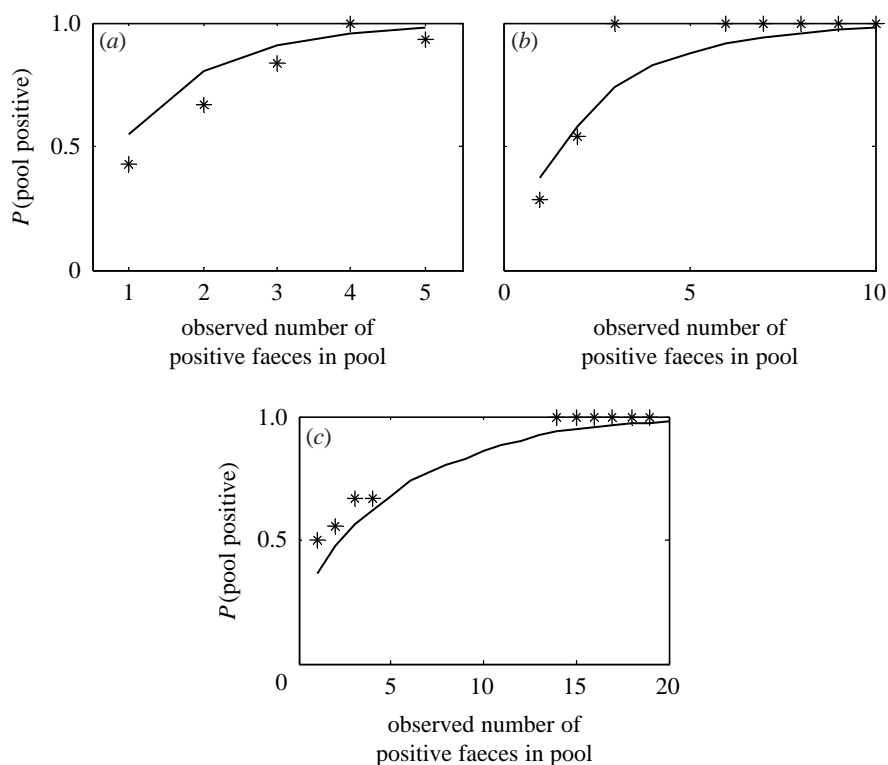 1.0
(a)
0.5
0
P(pool positive)
1 2 3 4 5
observed number of
positive faeces in pool
(b)
0 5 10
observed number of
positive faeces in pool
1.0
(c)
0.5
0
P(pool positive)
5 10 15 20
observed number of
positive faeces in pool